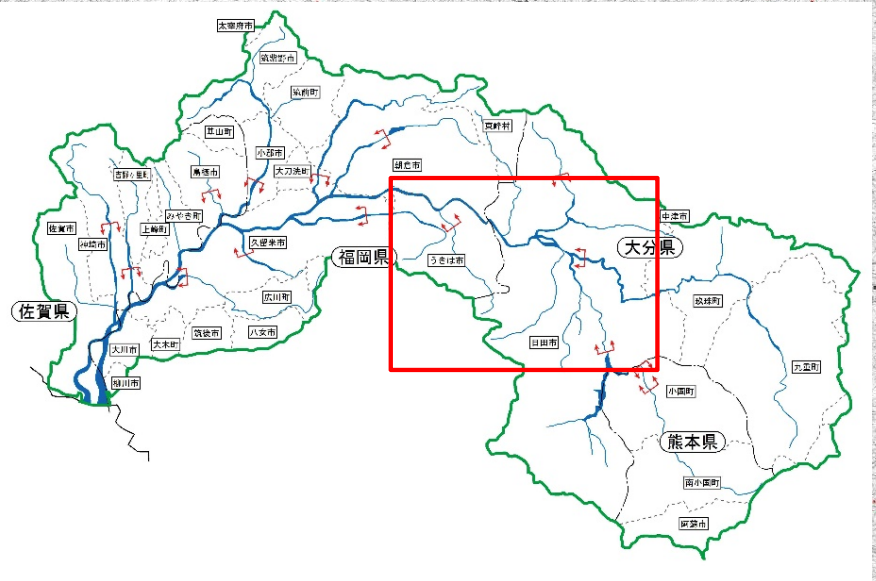 太宰府市
筑紫野市
筑前町
東峰村
基山町
小郡市
朝倉市
大刀洗町
鳥栖市
吉野ヶ里町
みやき町
上峰町
佐賀市
神埼市
中津市
久留米市
福岡県
大分県
うきは市
広川町
佐賀県
玖珠町
筑後市
八女市
大木町
大川市
日田市
柳川市
九重町
小国町
熊本県
南小国町
阿蘇市